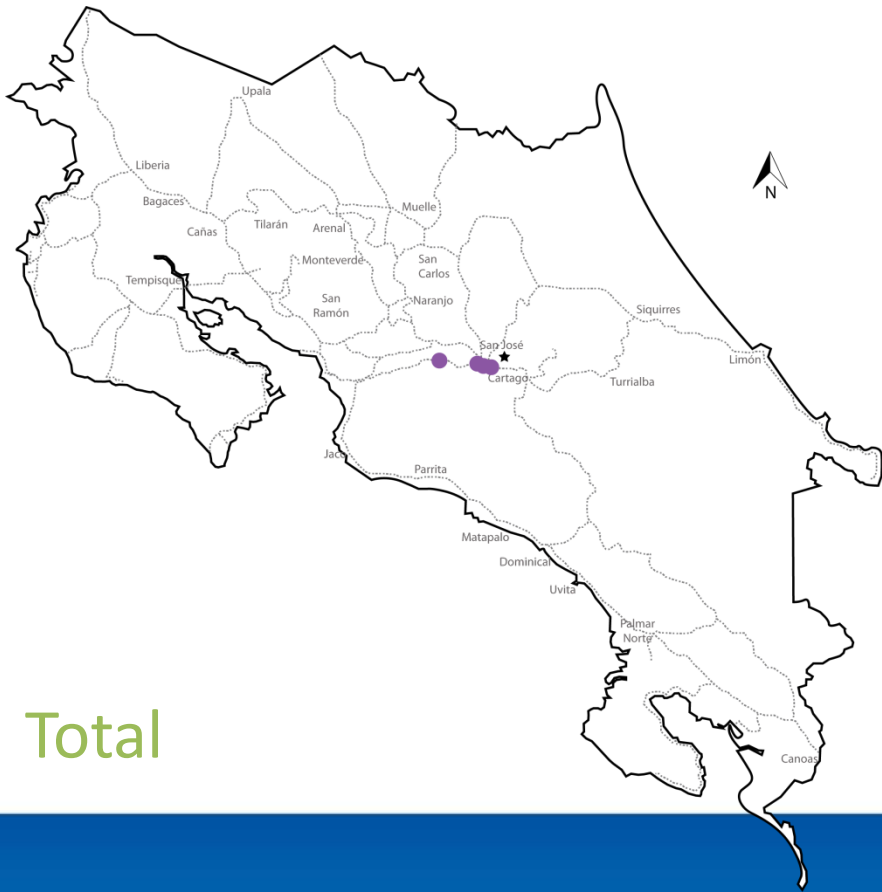 Upala
Liberia
N
Bagaces
Muelle
Cañas
Tilarán
Arenal
Monteverde
San
Carlos
Tempisque
San
Ramón
Naranjo
Siquirres
San José
Limón
Cartago
Turrialba
Jacó
Parrita
Matapalo
Dominical
Uvita
Palmar
Norte
Total
Canoas